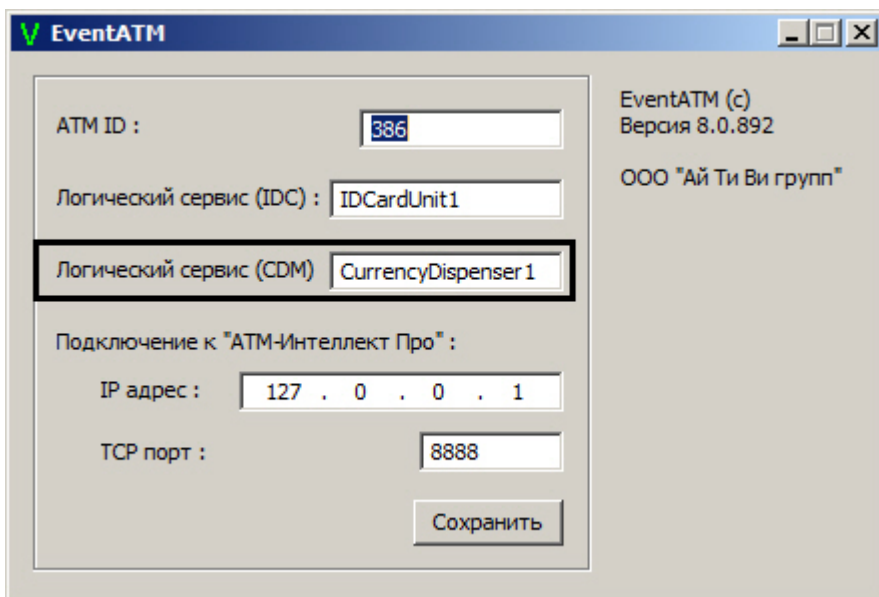 EventATM
ATM ID : 386
Логический сервис (IDC) : IDCardUnit1
Логический сервис (CDM) CurrencyDispenser1
Подключение к "АТМ-Интеллект Про" :
IP адрес : 127 . 0 . 0 . 1
TCP порт : 8888
Сохранить
EventATM (c)
Версия 8.0.892
ООО "Ай Ти Ви групп"